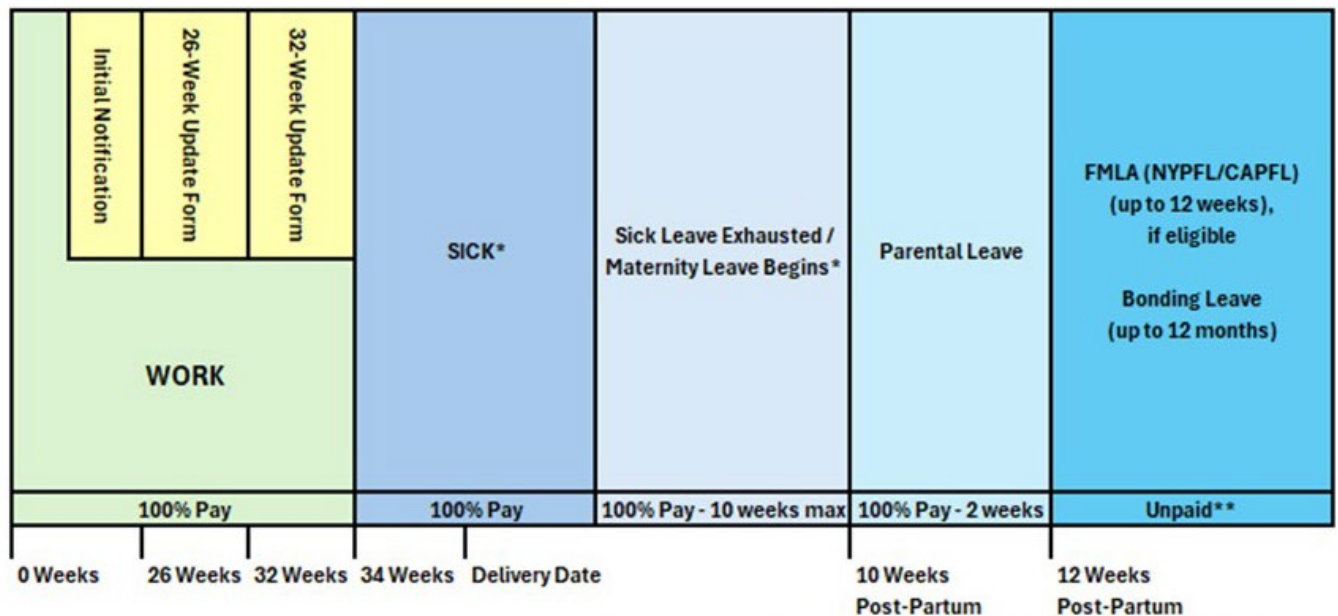 Initial Notification
26-Week Update Form
32-Week Update Form
WORK
SICK*
Sick Leave Exhausted /
Maternity Leave Begins*
Parental Leave
FMLA (NYPFL/CAPFL)
(up to 12 weeks),
if eligible
Bonding Leave
(up to 12 months)
100% Pay
100% Pay
100% Pay - 10 weeks max
100% Pay - 2 weeks
Unpaid**
0 Weeks
26 Weeks
32 Weeks
34 Weeks
Delivery Date
10 Weeks
Post-Partum
12 Weeks
Post-Partum